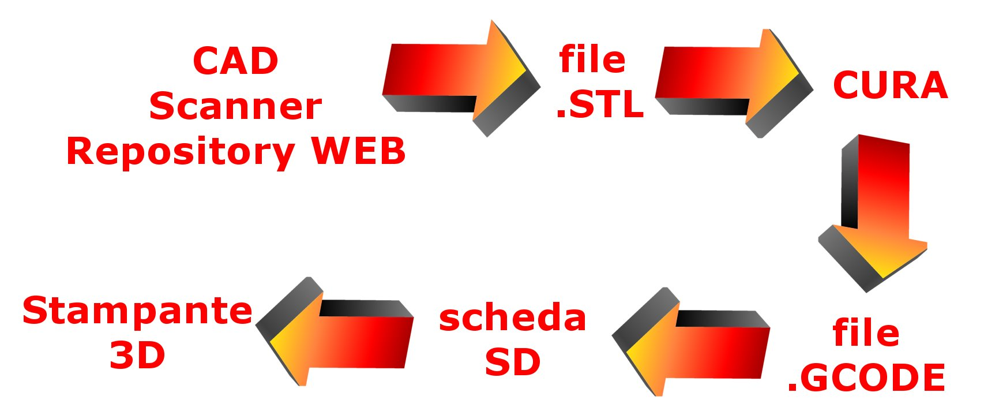 CAD
Scanner
Repository WEB
file
.STL
CURA
file
.GCODE
scheda
SD
Stampante
3D